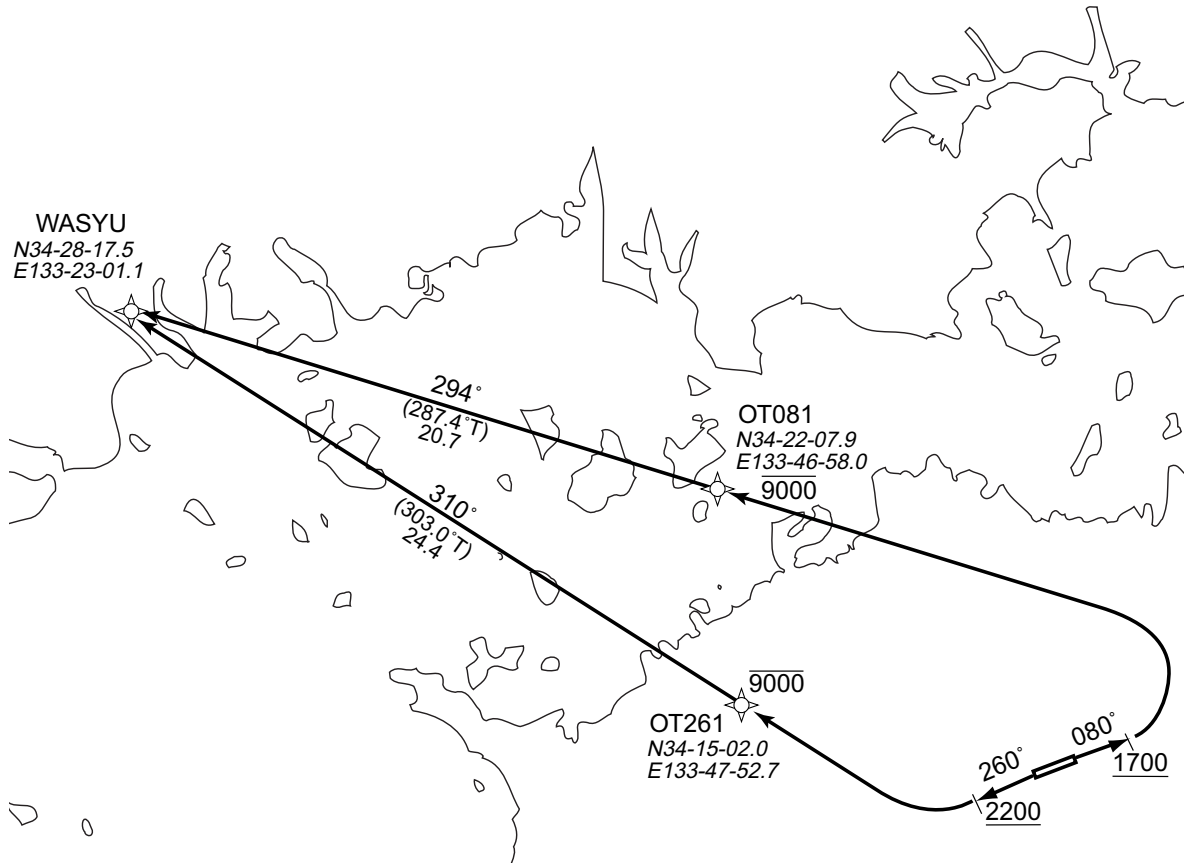 WASYU
N34-28-17.5
E133-23-01.1
294°
(287.4°T)
20.7
OT081
N34-22-07.9
E133-46-58.0
9000
310°
(303.0°T)
24.4
9000
OT261
N34-15-02.0
E133-47-52.7
260°
080°
1700
2200